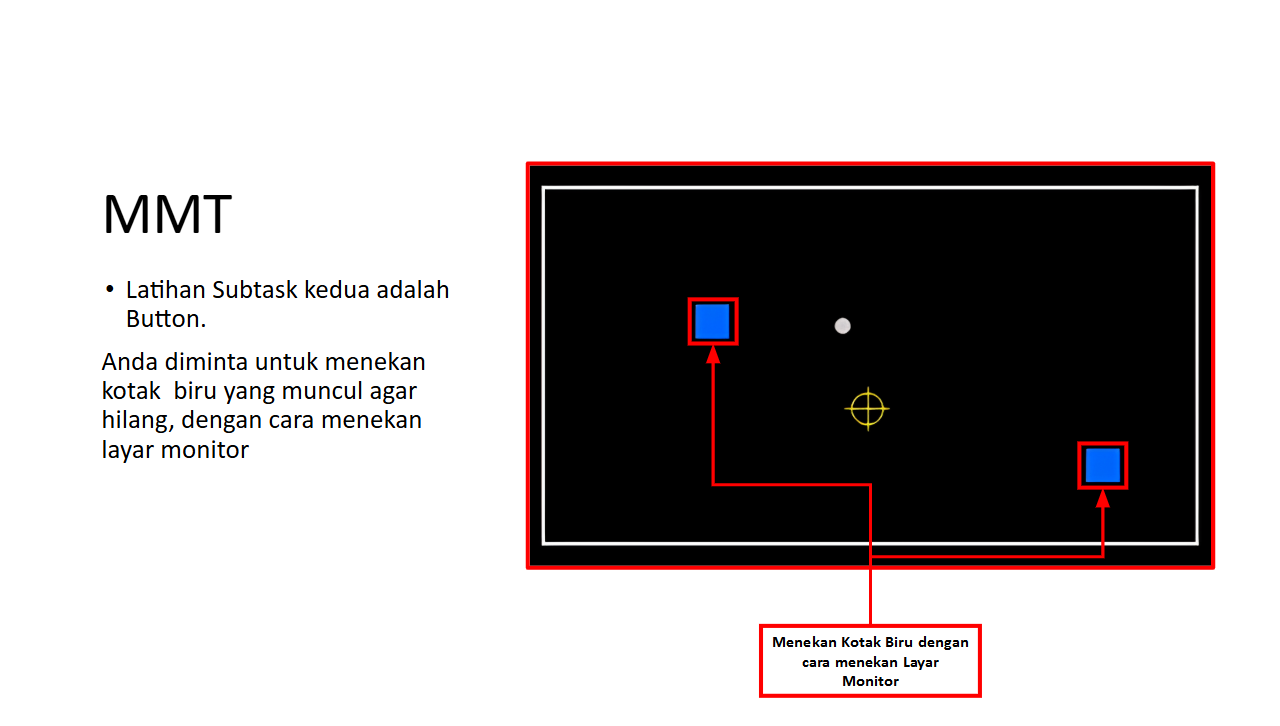 MMT
• Latihan Subtask kedua adalah
Button.
Anda diminta untuk menekan
kotak  biru yang muncul agar
hilang, dengan cara menekan
layar monitor
Menekan Kotak Biru dengan
cara menekan Layar
Monitor